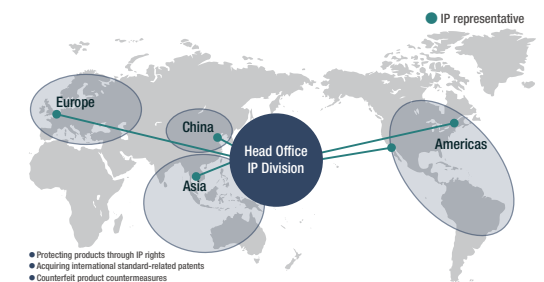 IP representative
Europe
China
Head Office
IP Division
Americas
Asia
Protecting products through IP rights
Acquiring international standard-related patents
Counterfeit product countermeasures